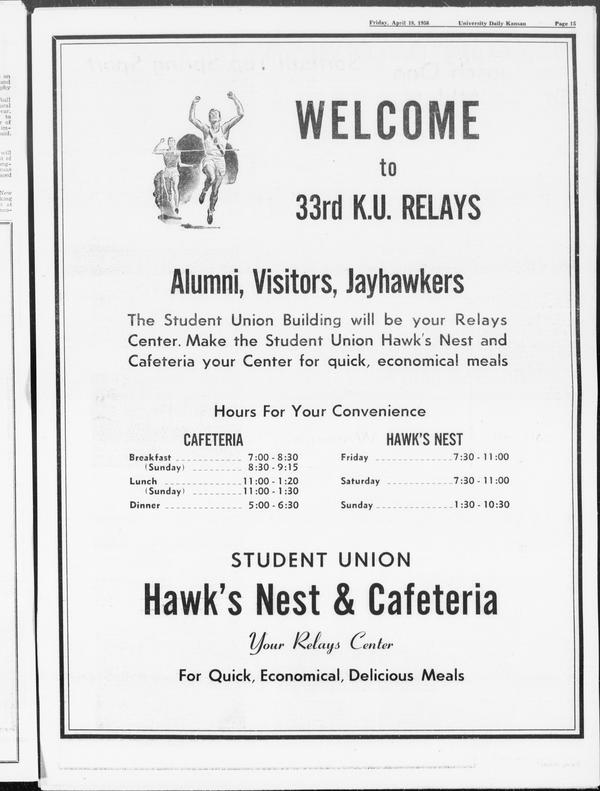 Friday, April 18, 1958 University Daily Kansan Page 15
WELCOME
to
33rd K.U. RELAYS
Alumni, Visitors, Jayhawkers
The Student Union Building will be your Relays
Center. Make the Student Union Hawk's Nest and
Cafeteria your Center for quick, economical meals
Hours For Your Convenience
CAFETERIA
Breakfast 7:00 - 8:30
(Sunday) 8:30 - 9:15
Lunch 11:00 - 1:20
(Sunday) 11:00 - 1:30
Dinner 5:00 - 6:30
HAWK'S NEST
Friday 7:30 - 11:00
Saturday 7:30 - 11:00
Sunday 1:30 - 10:30
STUDENT UNION
Hawk's Nest & Cafeteria
Your Relays Center
For Quick, Economical, Delicious Meals